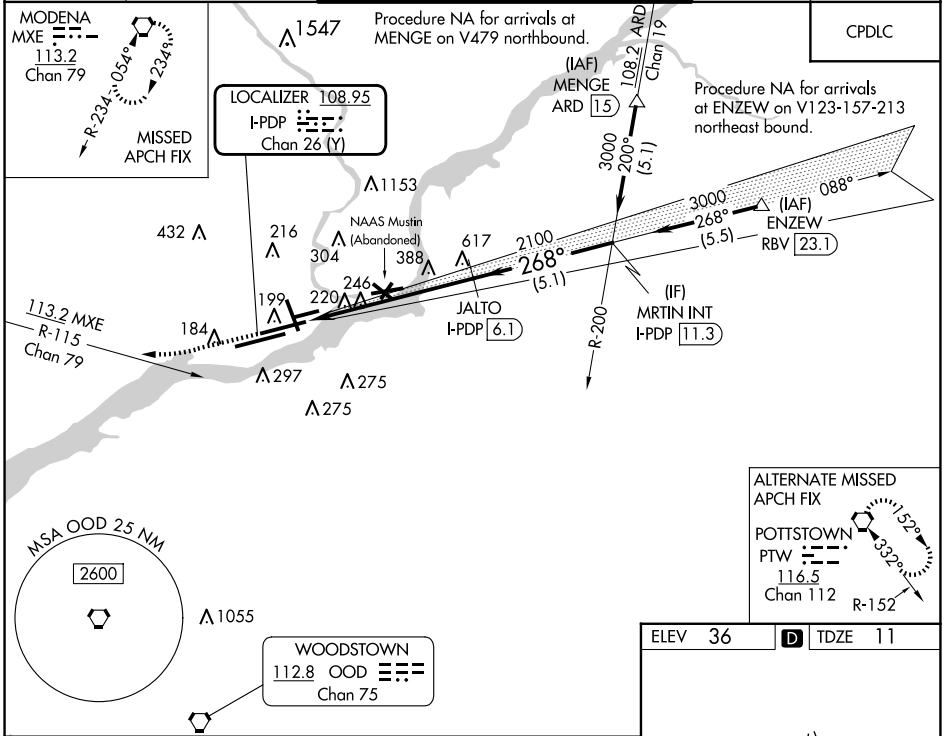 MODENA
MXE
113.2
Chan 79
R-234
054°
234°
MISSED
APCH FIX
1547
Procedure NA for arrivals at
MENGE on V479 northbound.
108.2 ARD
Chan 19
CPDLC
LOCALIZER 108.95
I-PDP
Chan 26 (Y)
(IAF)
MENGE
ARD 15
Procedure NA for arrivals
at ENZEW on V123-157-213
northeast bound.
3000
200°
(5.1)
1153
NAAS Mustin
(Abandoned)
432
216
304
388
617
2100
268°
(5.1)
3000
268°
(5.5)
088°
(IAF)
ENZEW
RBV 23.1
246
220
199
184
JALTO
I-PDP 6.1
(IF)
MRTIN INT
I-PDP 11.3
R-200
113.2 MXE
R-115
Chan 79
297
275
275
ALTERNATE MISSED
APCH FIX
POTTSTOWN
PTW
116.5
Chan 112
152°
332°
R-152
MSA OOD 25 NM
2600
1055
WOODSTOWN
112.8 OOD
Chan 75
ELEV 36 D TDZE 11